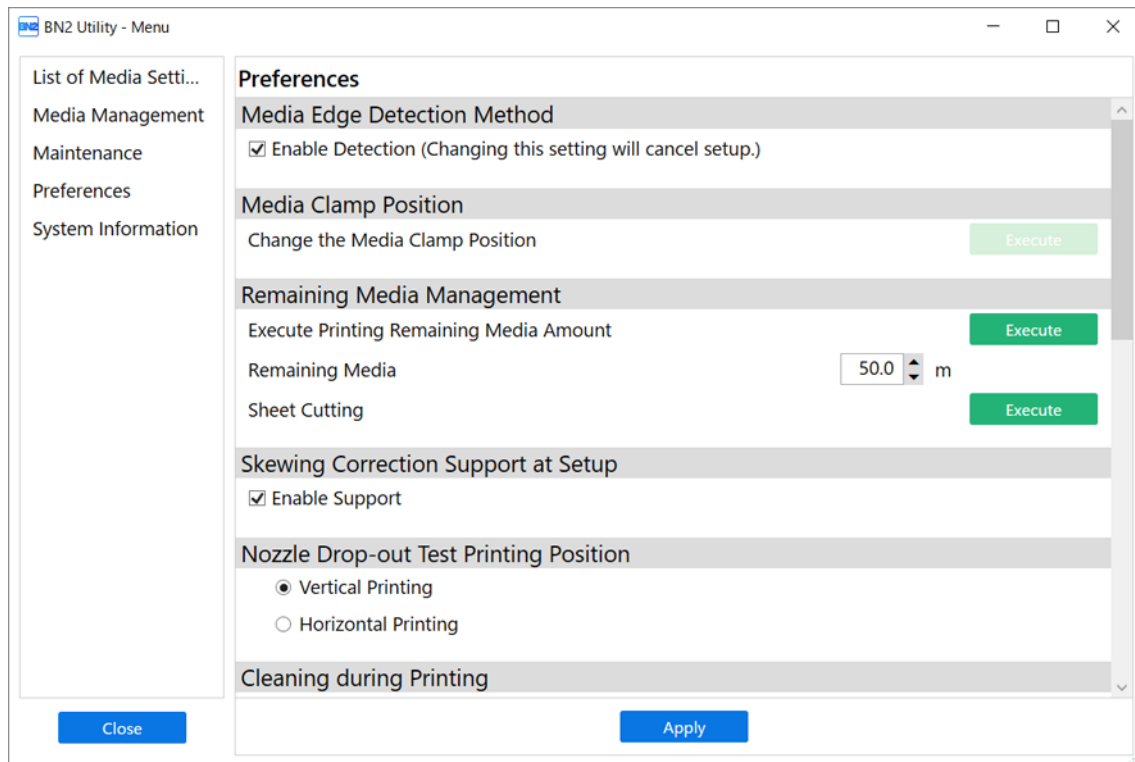 BN2 BN2 Utility - Menu
List of Media Setti...
Media Management
Maintenance
Preferences
System Information
Close
Preferences
Media Edge Detection Method
Enable Detection (Changing this setting will cancel setup.)
Media Clamp Position
Change the Media Clamp Position Execute
Remaining Media Management
Execute Printing Remaining Media Amount Execute
Remaining Media 50.0 m
Sheet Cutting Execute
Skewing Correction Support at Setup
Enable Support
Nozzle Drop-out Test Printing Position
Vertical Printing
Horizontal Printing
Cleaning during Printing
Apply